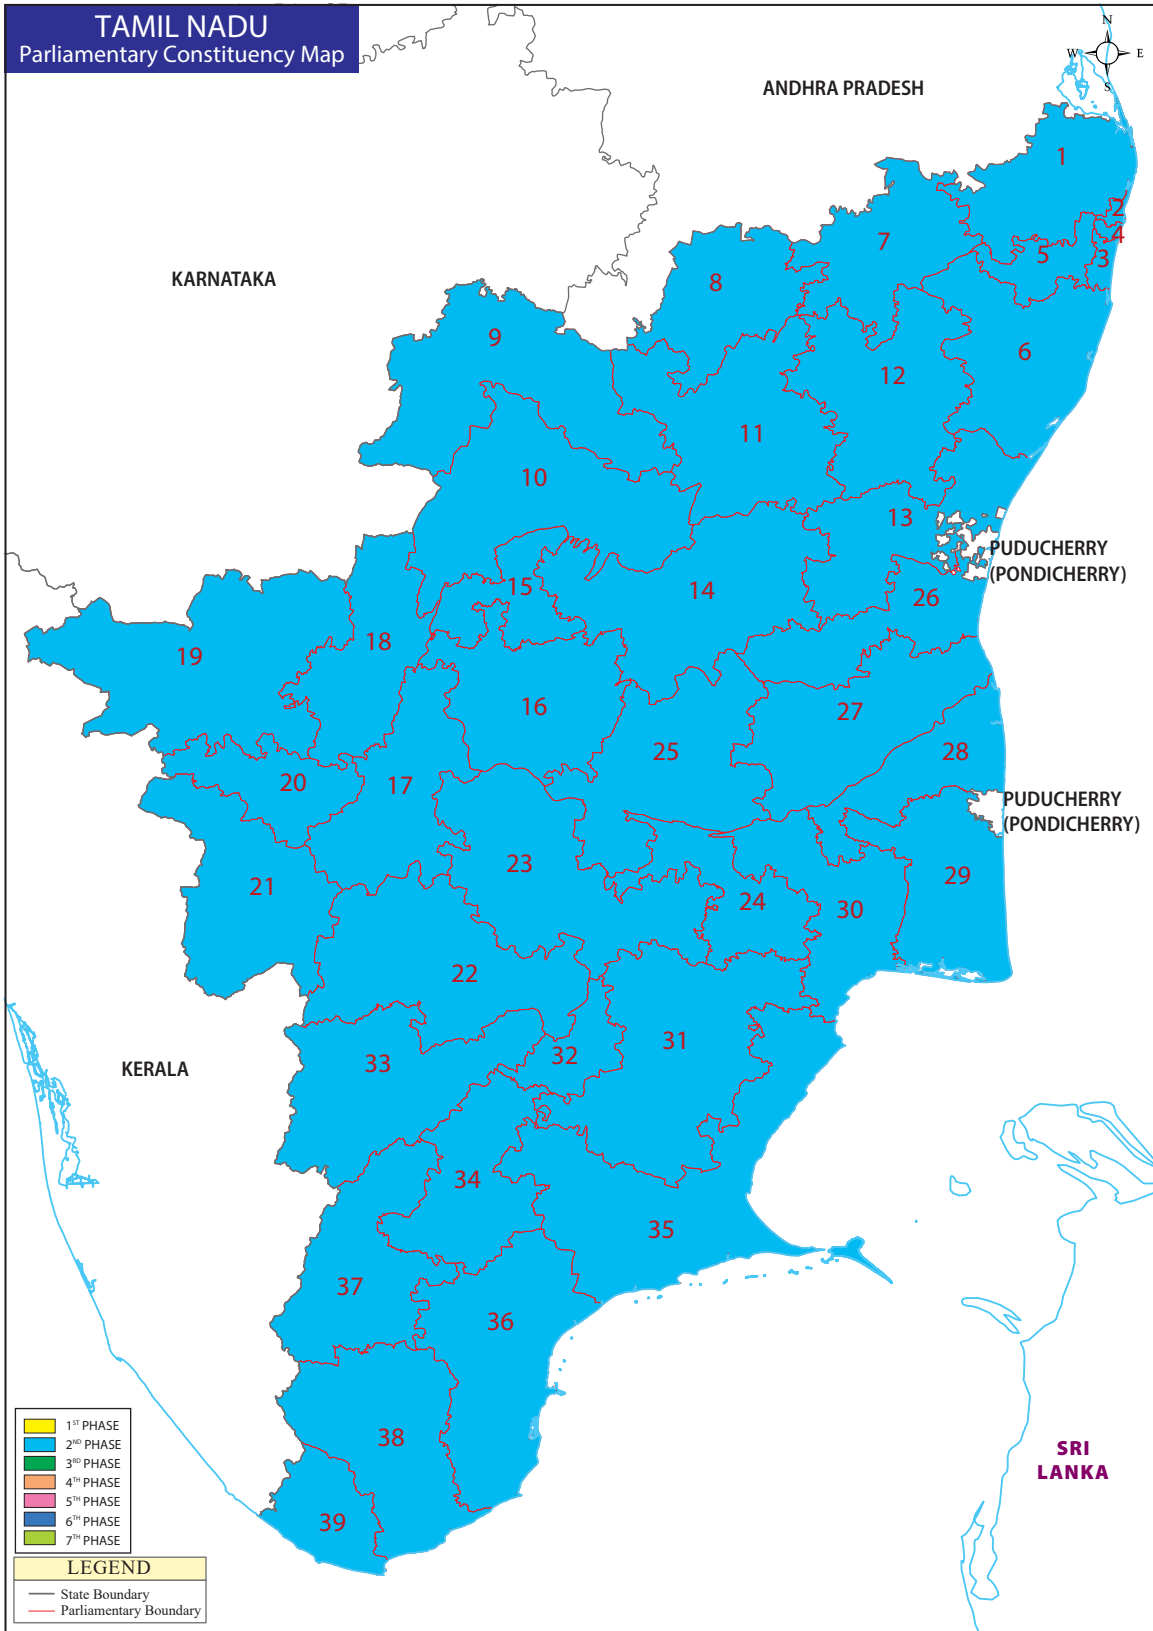 TAMIL NADU
Parliamentary Constituency Map
N
W
E
S
ANDHRA PRADESH
1
2
4
7
5
3
KARNATAKA
8
9
6
12
11
10
13
PUDUCHERRY
(PONDICHERRY)
15
14
26
18
19
16
27
25
28
20
17
PUDUCHERRY
(PONDICHERRY)
23
29
21
24
30
22
31
32
33
KERALA
34
35
37
36
38
39
SRI
LANKA
1ST PHASE
2ND PHASE
3RD PHASE
4TH PHASE
5TH PHASE
6TH PHASE
7TH PHASE
LEGEND
State Boundary
Parliamentary Boundary